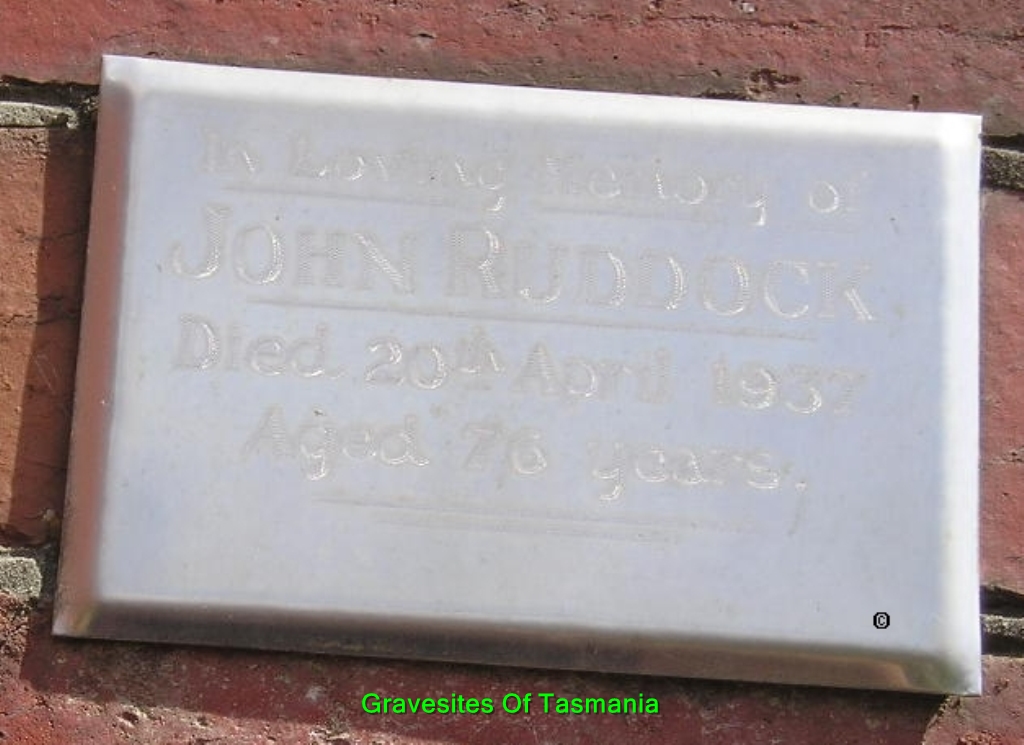 In Loving Memory of
JOHN RUDDOCK
Died 20th April 1937
Aged 76 years,
©
Gravesites Of Tasmania